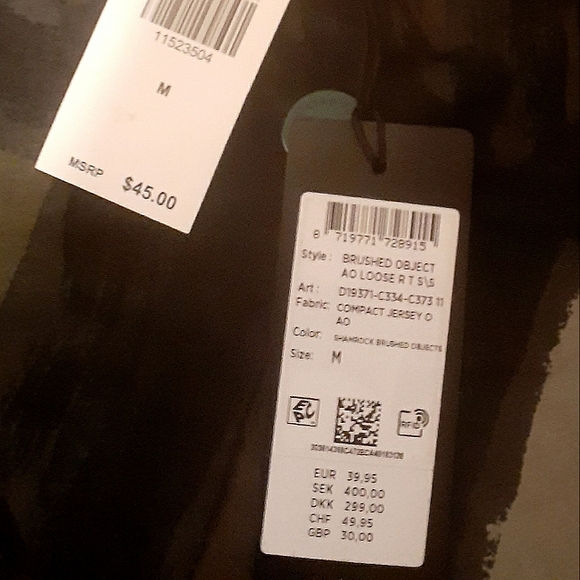 11523504
M
MSRP $45.00
8 719771 728915
Style : BRUSHED OBJECT
AO LOOSE R T S\S
Art : D19371-C334-C373 11
Fabric: COMPACT JERSEY O
AO
Color: SHAMROCK BRUSHED OBJECTS
Size: M
EPC
RFID
EUR 39,95
SEK 400,00
DKK 299,00
CHF 49,95
GBP 30,00